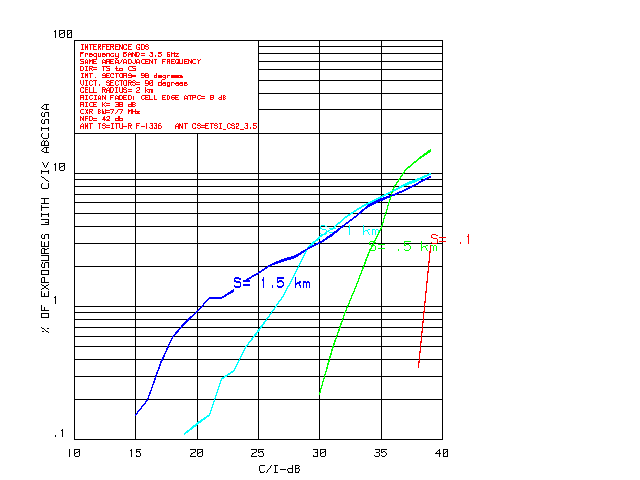 100
INTERFERENCE GDS
Frequency BAND= 3.5 GHz
SAME AREA/ADJACENT FREQUENCY
DIR= TS to CS
INT. SECTORS= 90 degrees
VICT. SECTORS= 90 degrees
CELL RADIUS= 2 km
RICIAN FADED: CELL EDGE ATPC= 0 dB
RICE K= 30 dB
CXR BW=7/7 MHz
NFD= 42 db
ANT TS=ITU-R F-1336 ANT CS=ETSI_CS2_3.5
% OF EXPOSURES WITH C/I< ABCISSA
10
S= 1 km
S= .1
S= .5 km
S= 1.5 km
1
.1
10 15 20 25 30 35 40
C/I-dB